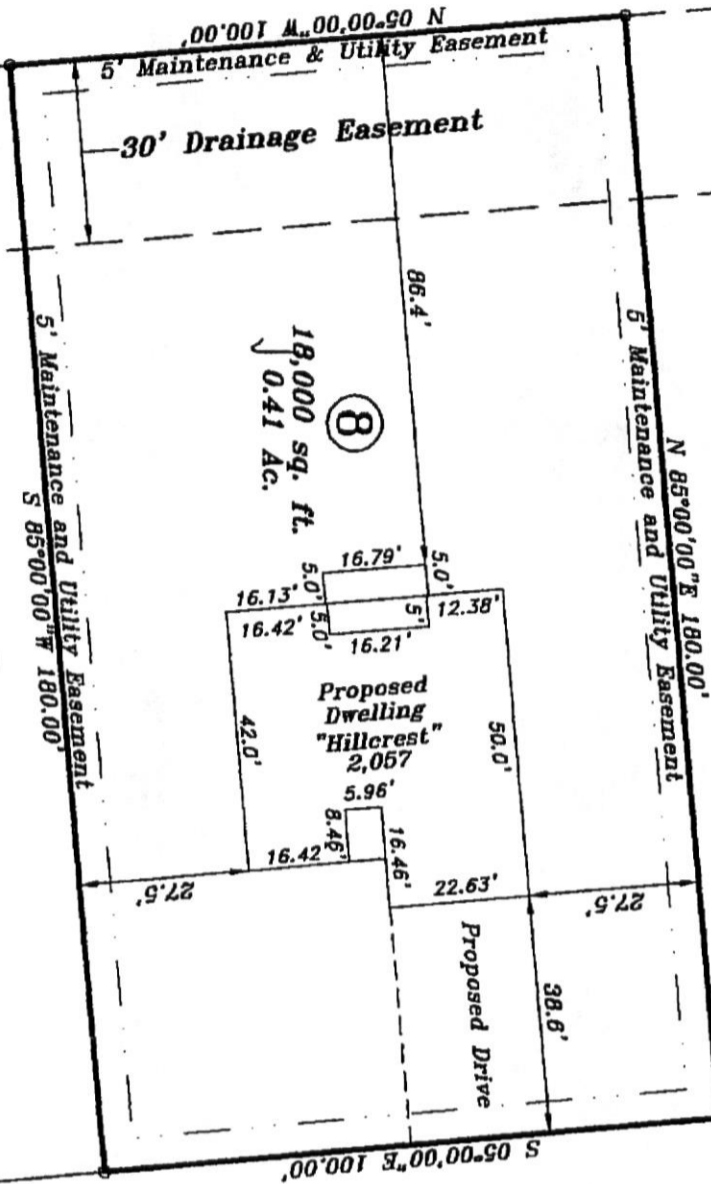 N 05°00'00"W 100.00'
5' Maintenance & Utility Easement
30' Drainage Easement
86.4'
N 85°00'00"E 180.00'
5' Maintenance and Utility Easement
5' Maintenance and Utility Easement
S 85°00'00"W 180.00'
8
18,000 sq. ft.
0.41 Ac.
16.79'
5.0'
5.0'
16.13'
12.38'
16.42'
5.0'
5'
16.21'
Proposed
Dwelling
"Hillcrest"
2,057
42.0'
50.0'
5.96'
8.46'
16.46'
16.42'
22.63'
27.5'
27.5'
Proposed Drive
38.6'
S 05°00'00"E 100.00'